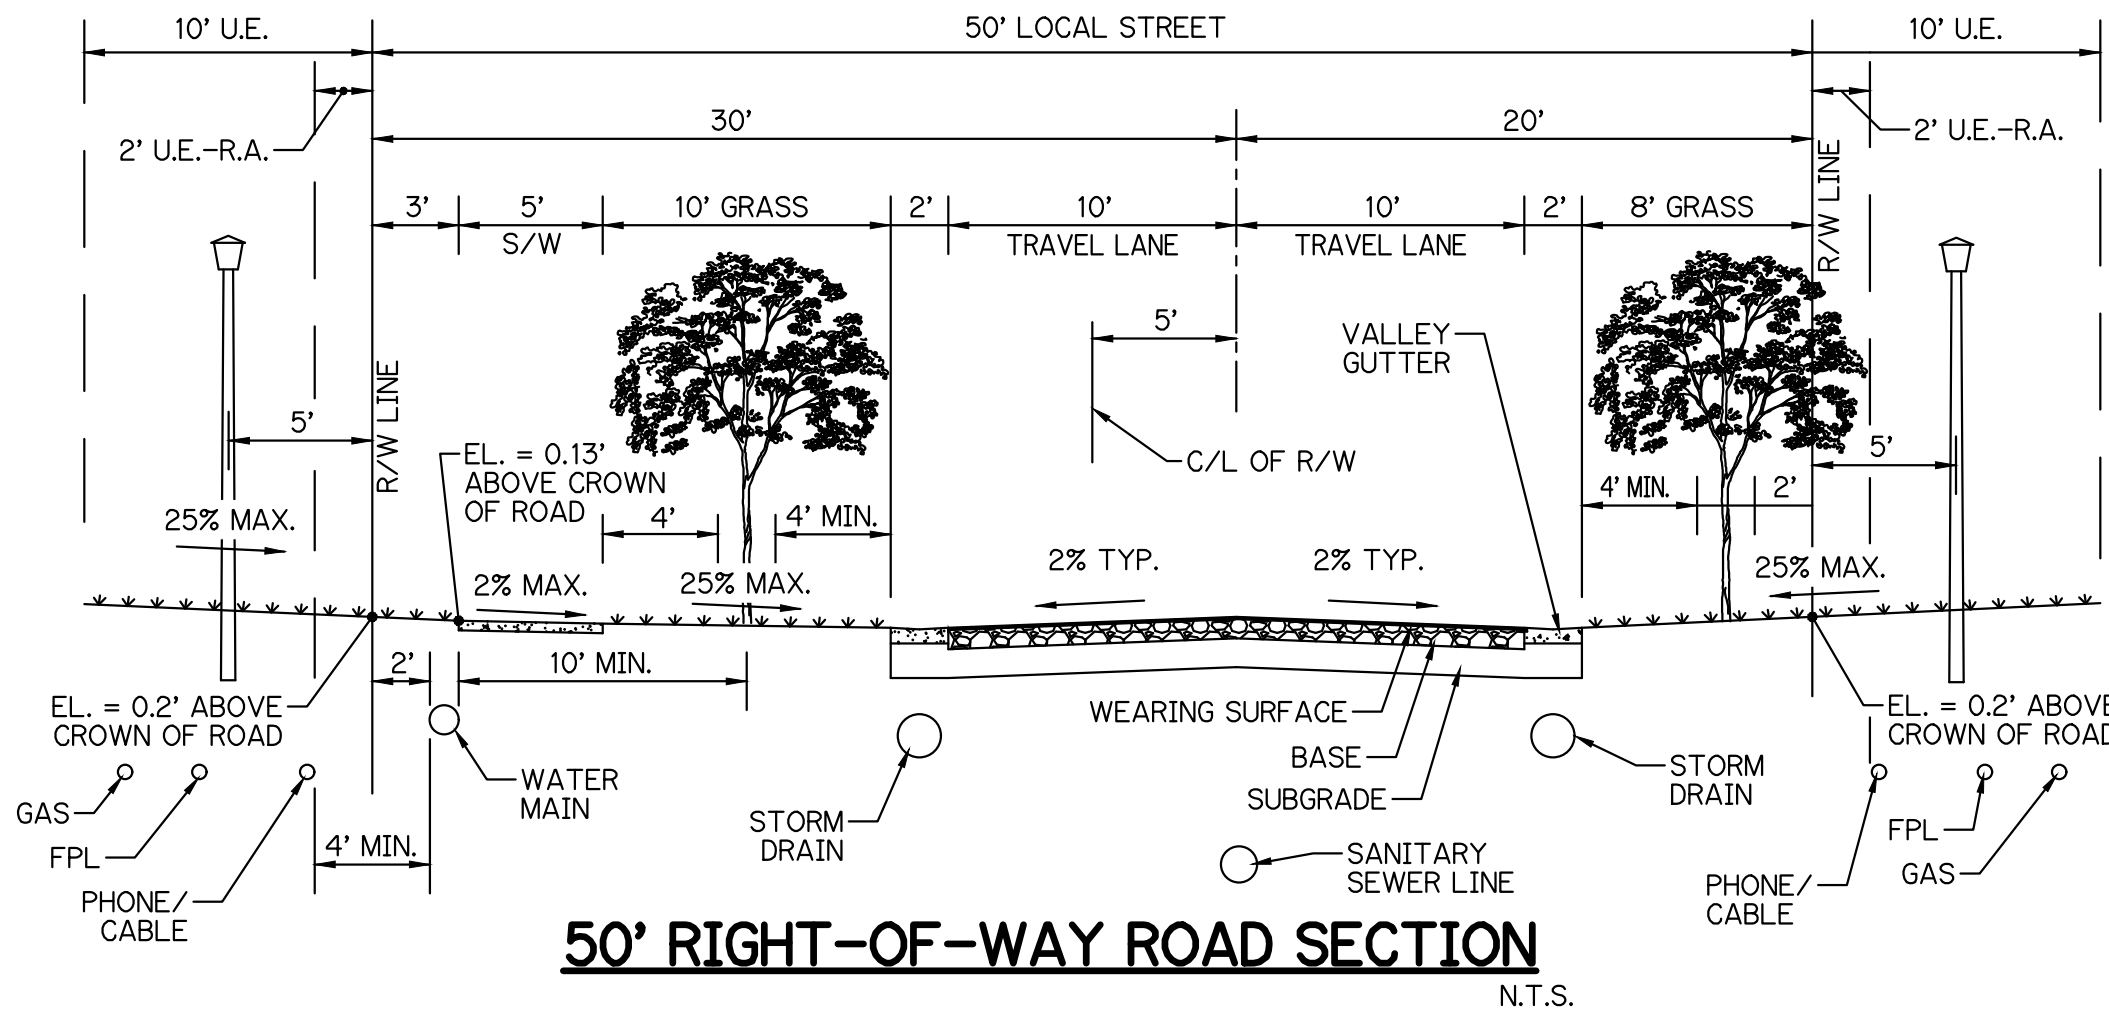 10' U.E.
50' LOCAL STREET
10' U.E.
2' U.E.-R.A.
30'
20'
2' U.E.-R.A.
R/W LINE
3'
5'
S/W
10' GRASS
2'
10'
TRAVEL LANE
10'
TRAVEL LANE
2'
8' GRASS
5'
VALLEY
GUTTER
R/W LINE
5'
EL. = 0.13'
ABOVE CROWN
OF ROAD
C/L OF R/W
5'
4' MIN.
2'
25% MAX.
4'
4' MIN.
2% TYP.
2% TYP.
2% MAX.
25% MAX.
25% MAX.
2'
10' MIN.
EL. = 0.2' ABOVE
CROWN OF ROAD
WEARING SURFACE
EL. = 0.2' ABOVE
CROWN OF ROAD
BASE
WATER
MAIN
STORM
DRAIN
SUBGRADE
GAS
STORM
DRAIN
FPL
4' MIN.
FPL
SANITARY
SEWER LINE
GAS
PHONE/
CABLE
PHONE/
CABLE
50' RIGHT-OF-WAY ROAD SECTION
N.T.S.